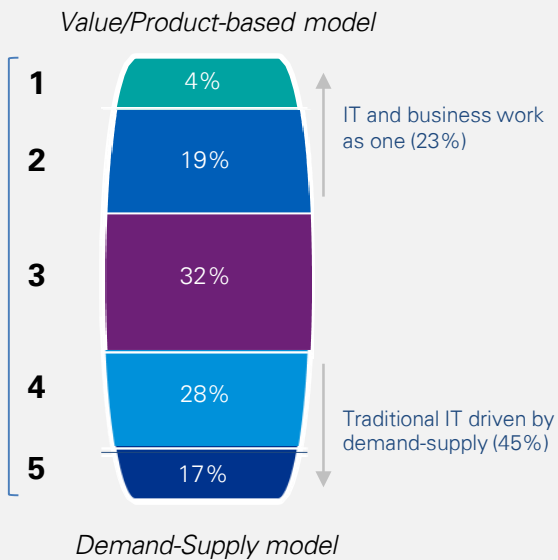 Value/Product-based model
1
4%
IT and business work
as one (23%)
2
19%
3
32%
4
28%
Traditional IT driven by
demand-supply (45%)
5
17%
Demand-Supply model